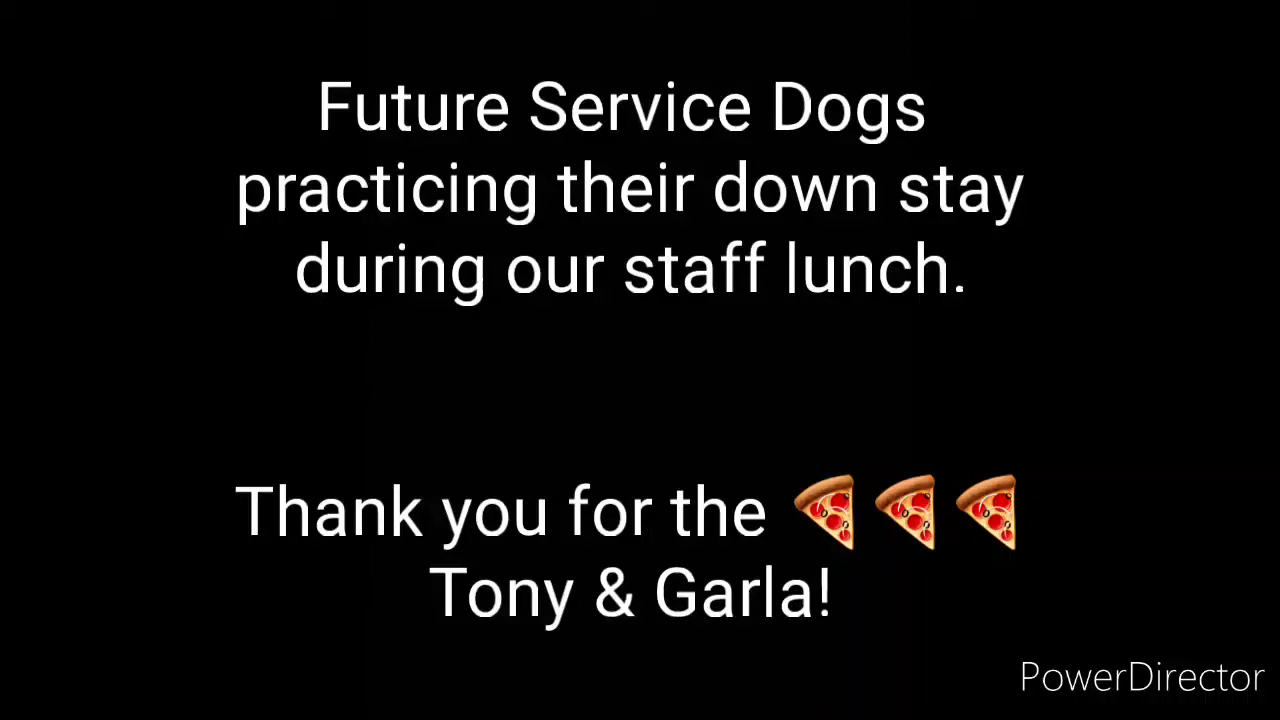 Future Service Dogs
practicing their down stay
during our staff lunch.
Thank you for the 🍕🍕🍕
Tony & Garla!
PowerDirector